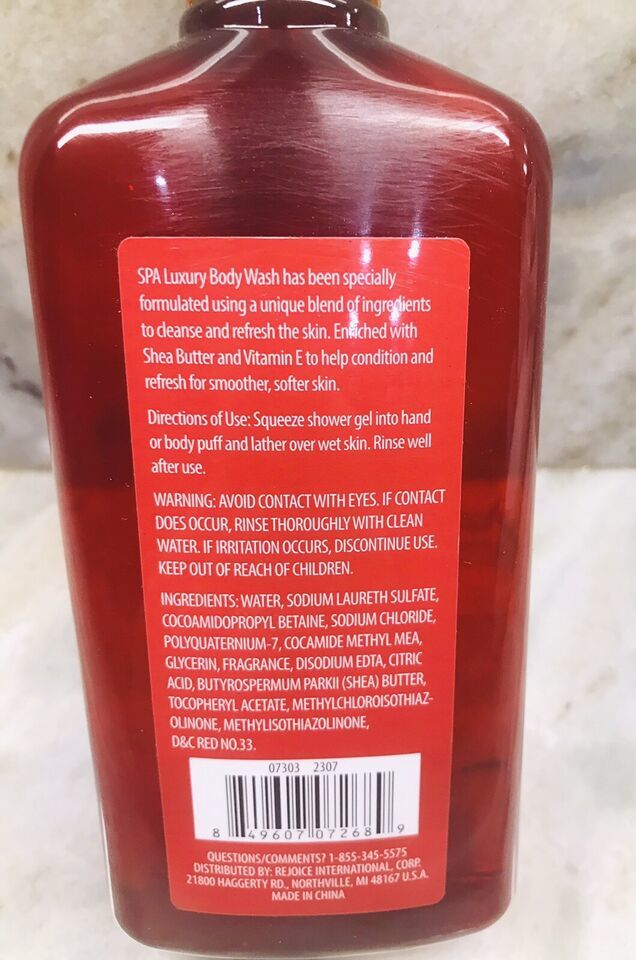 SPA Luxury Body Wash has been specially
formulated using a unique blend of ingredients
to cleanse and refresh the skin. Enriched with
Shea Butter and Vitamin E to help condition and
refresh for smoother, softer skin.
Directions of Use: Squeeze shower gel into hand
or body puff and lather over wet skin. Rinse well
after use.
WARNING: AVOID CONTACT WITH EYES. IF CONTACT
DOES OCCUR, RINSE THOROUGHLY WITH CLEAN
WATER. IF IRRITATION OCCURS, DISCONTINUE USE.
KEEP OUT OF REACH OF CHILDREN.
INGREDIENTS: WATER, SODIUM LAURETH SULFATE,
COCOAMIDOPROPYL BETAINE, SODIUM CHLORIDE,
POLYQUATERNIUM-7, COCAMIDE METHYL MEA,
GLYCERIN, FRAGRANCE, DISODIUM EDTA, CITRIC
ACID, BUTYROSPERMUM PARKII (SHEA) BUTTER,
TOCOPHERYL ACETATE, METHYLCHLOROISOTHIAZ-
OLINONE, METHYLISOTHIAZOLINONE,
D&C RED NO.33.
07303 2307
8 49607 07268 9
QUESTIONS/COMMENTS? 1-855-345-5575
DISTRIBUTED BY: REJOICE INTERNATIONAL, CORP.
21800 HAGGERTY RD., NORTHVILLE, MI 48167 U.S.A.
MADE IN CHINA